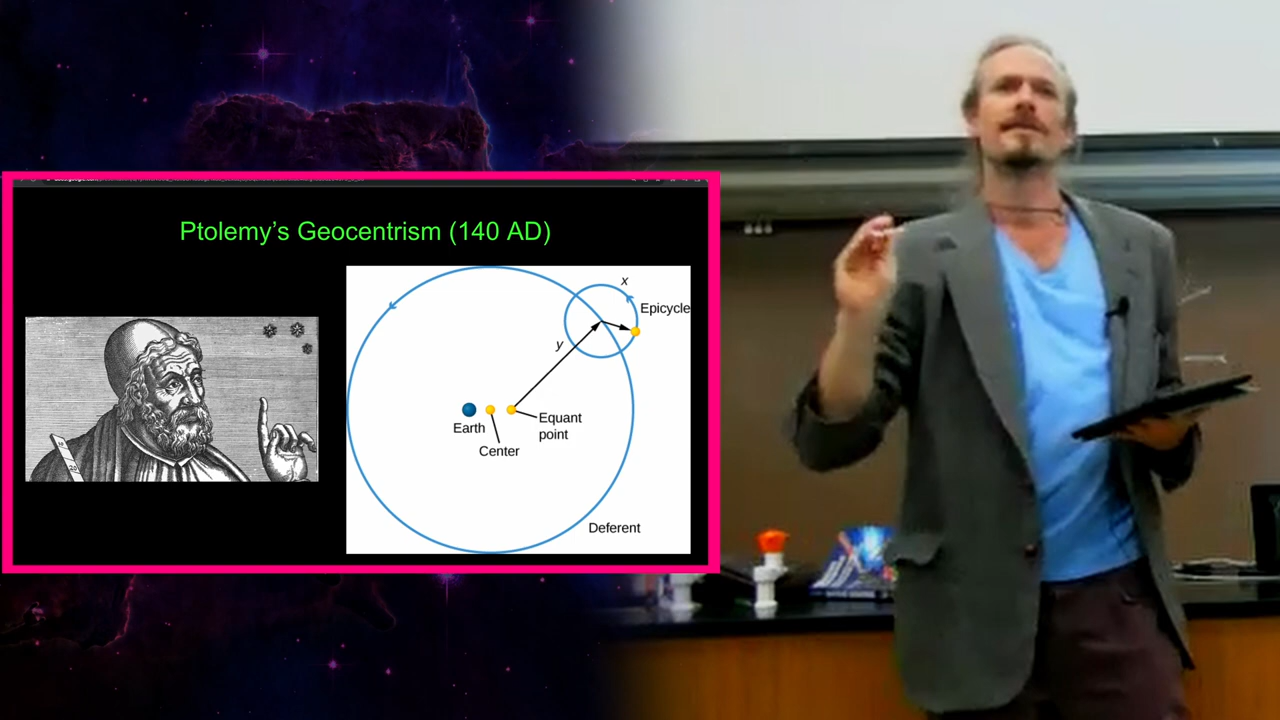 Ptolemy’s Geocentrism (140 AD)
x
Epicycle
y
Earth
Center
Equant
point
Deferent